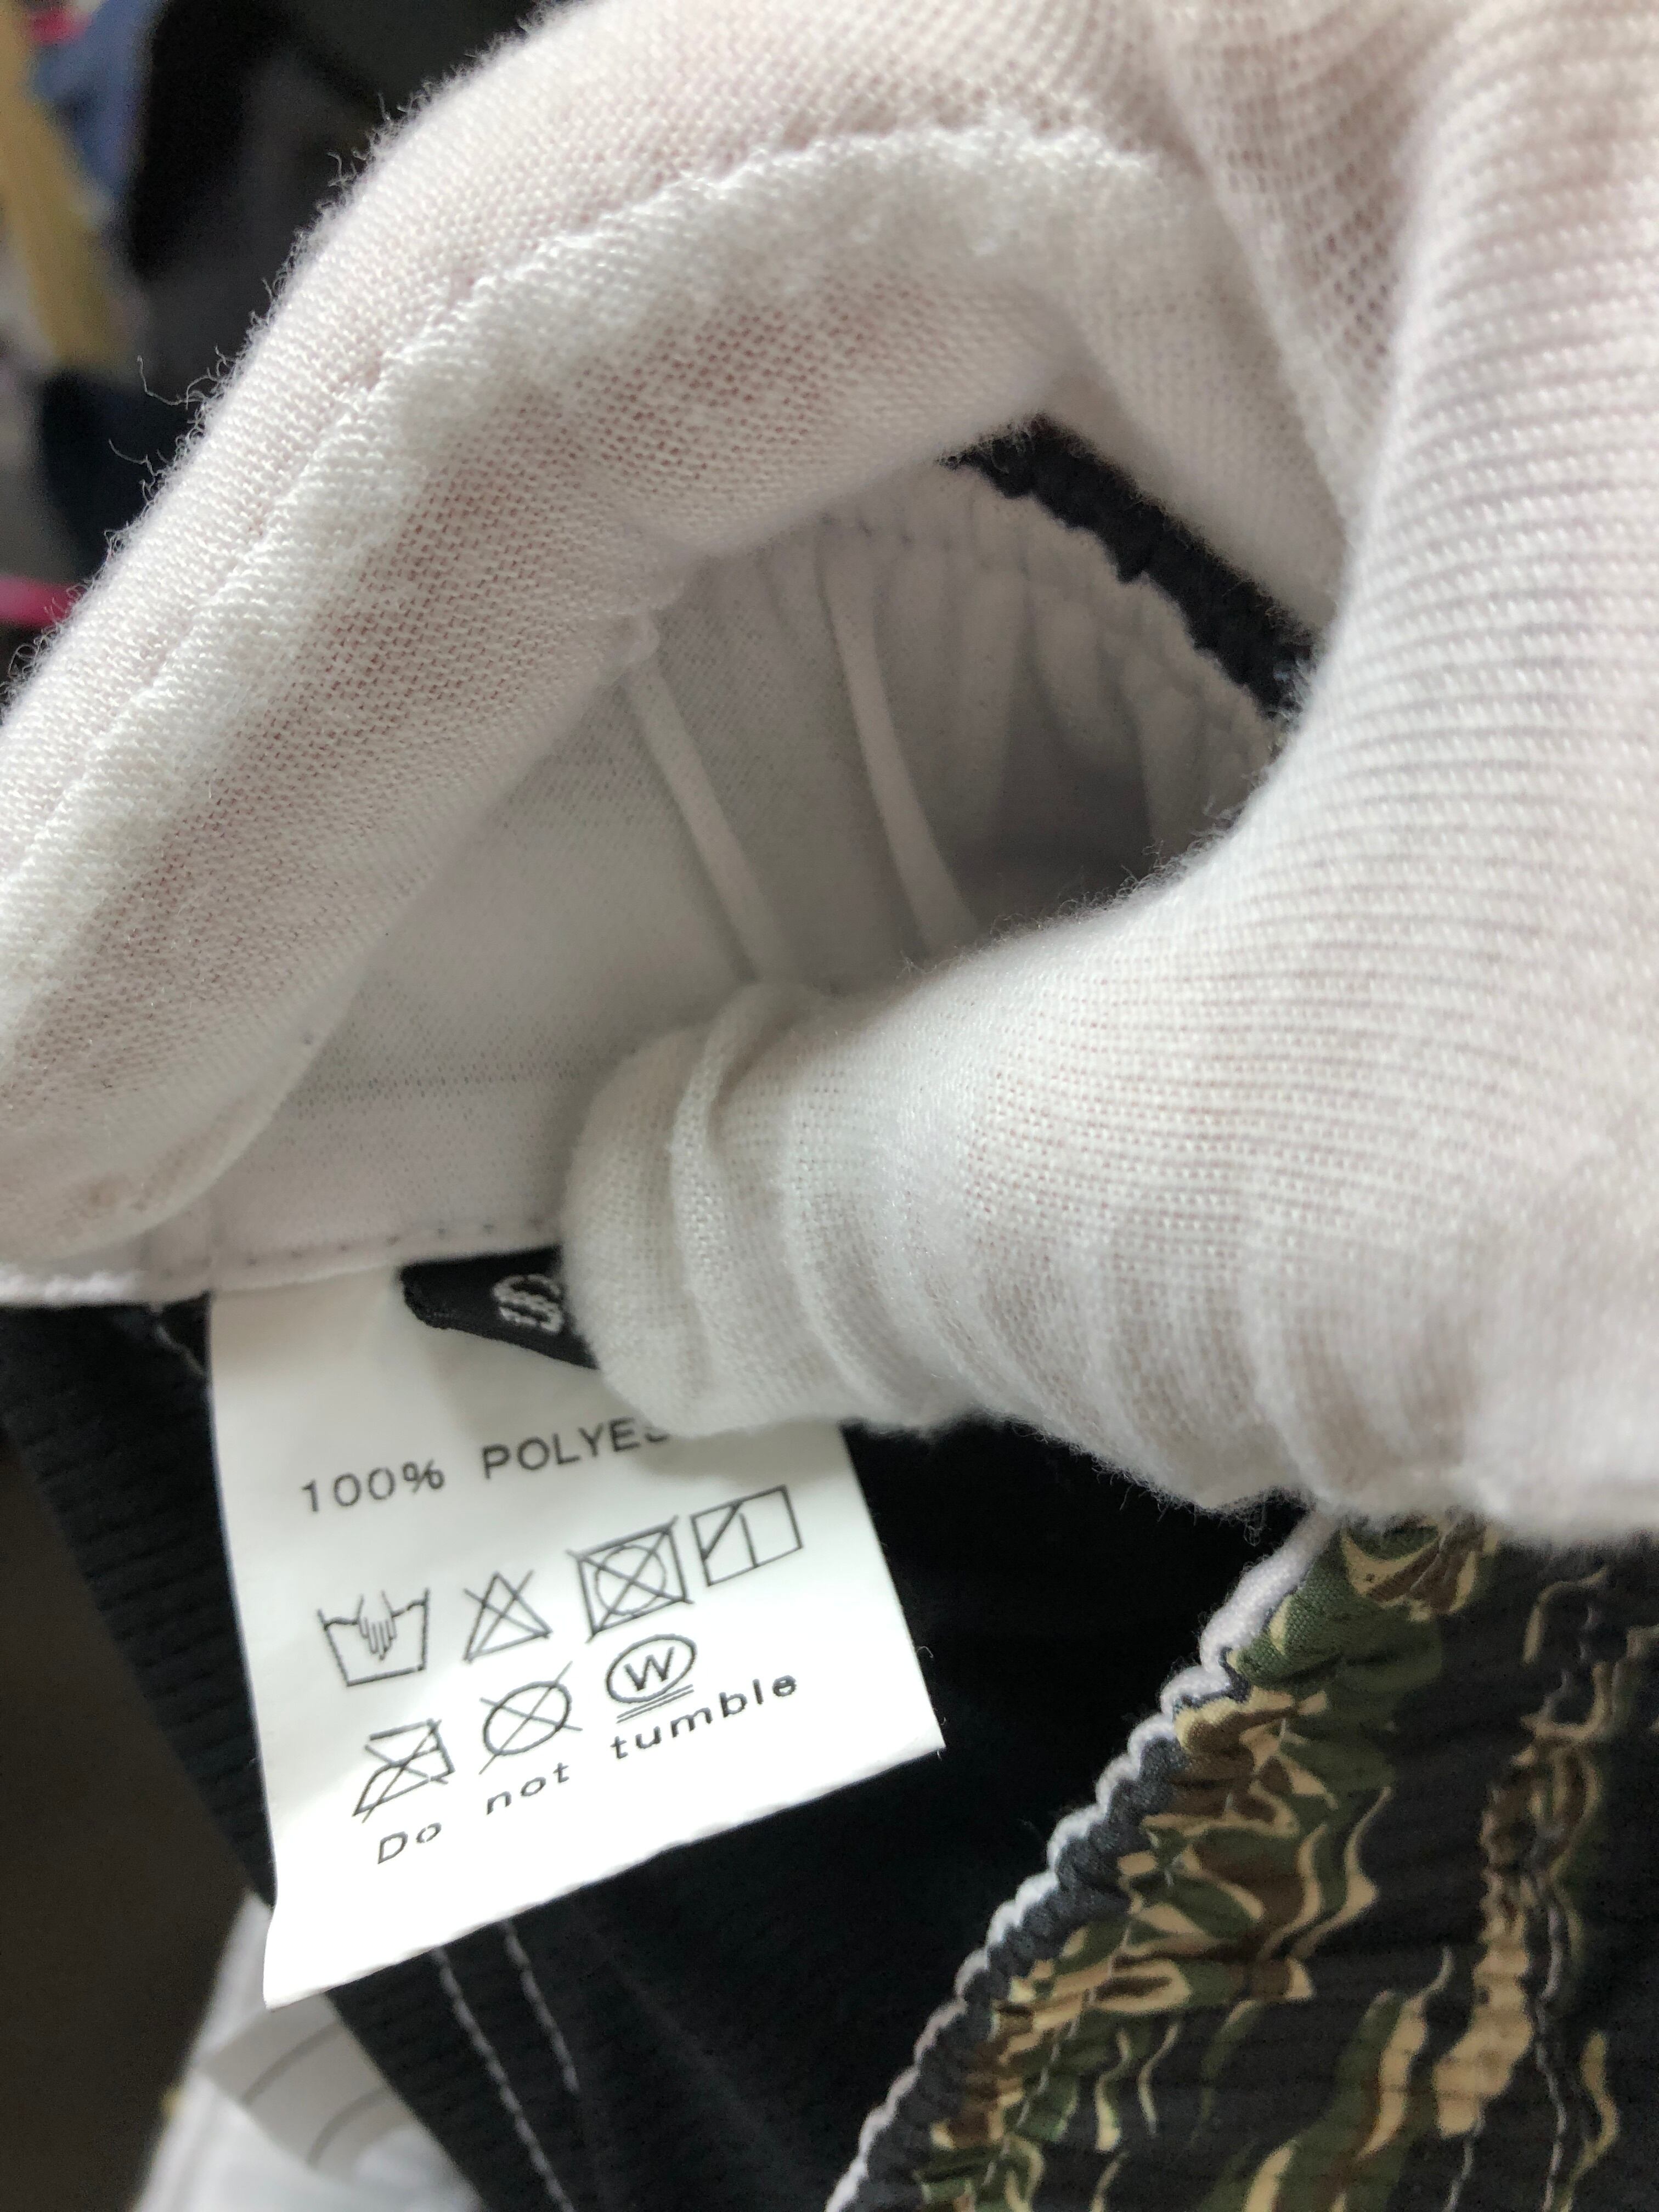 100% POLYES
W
Do not tumble